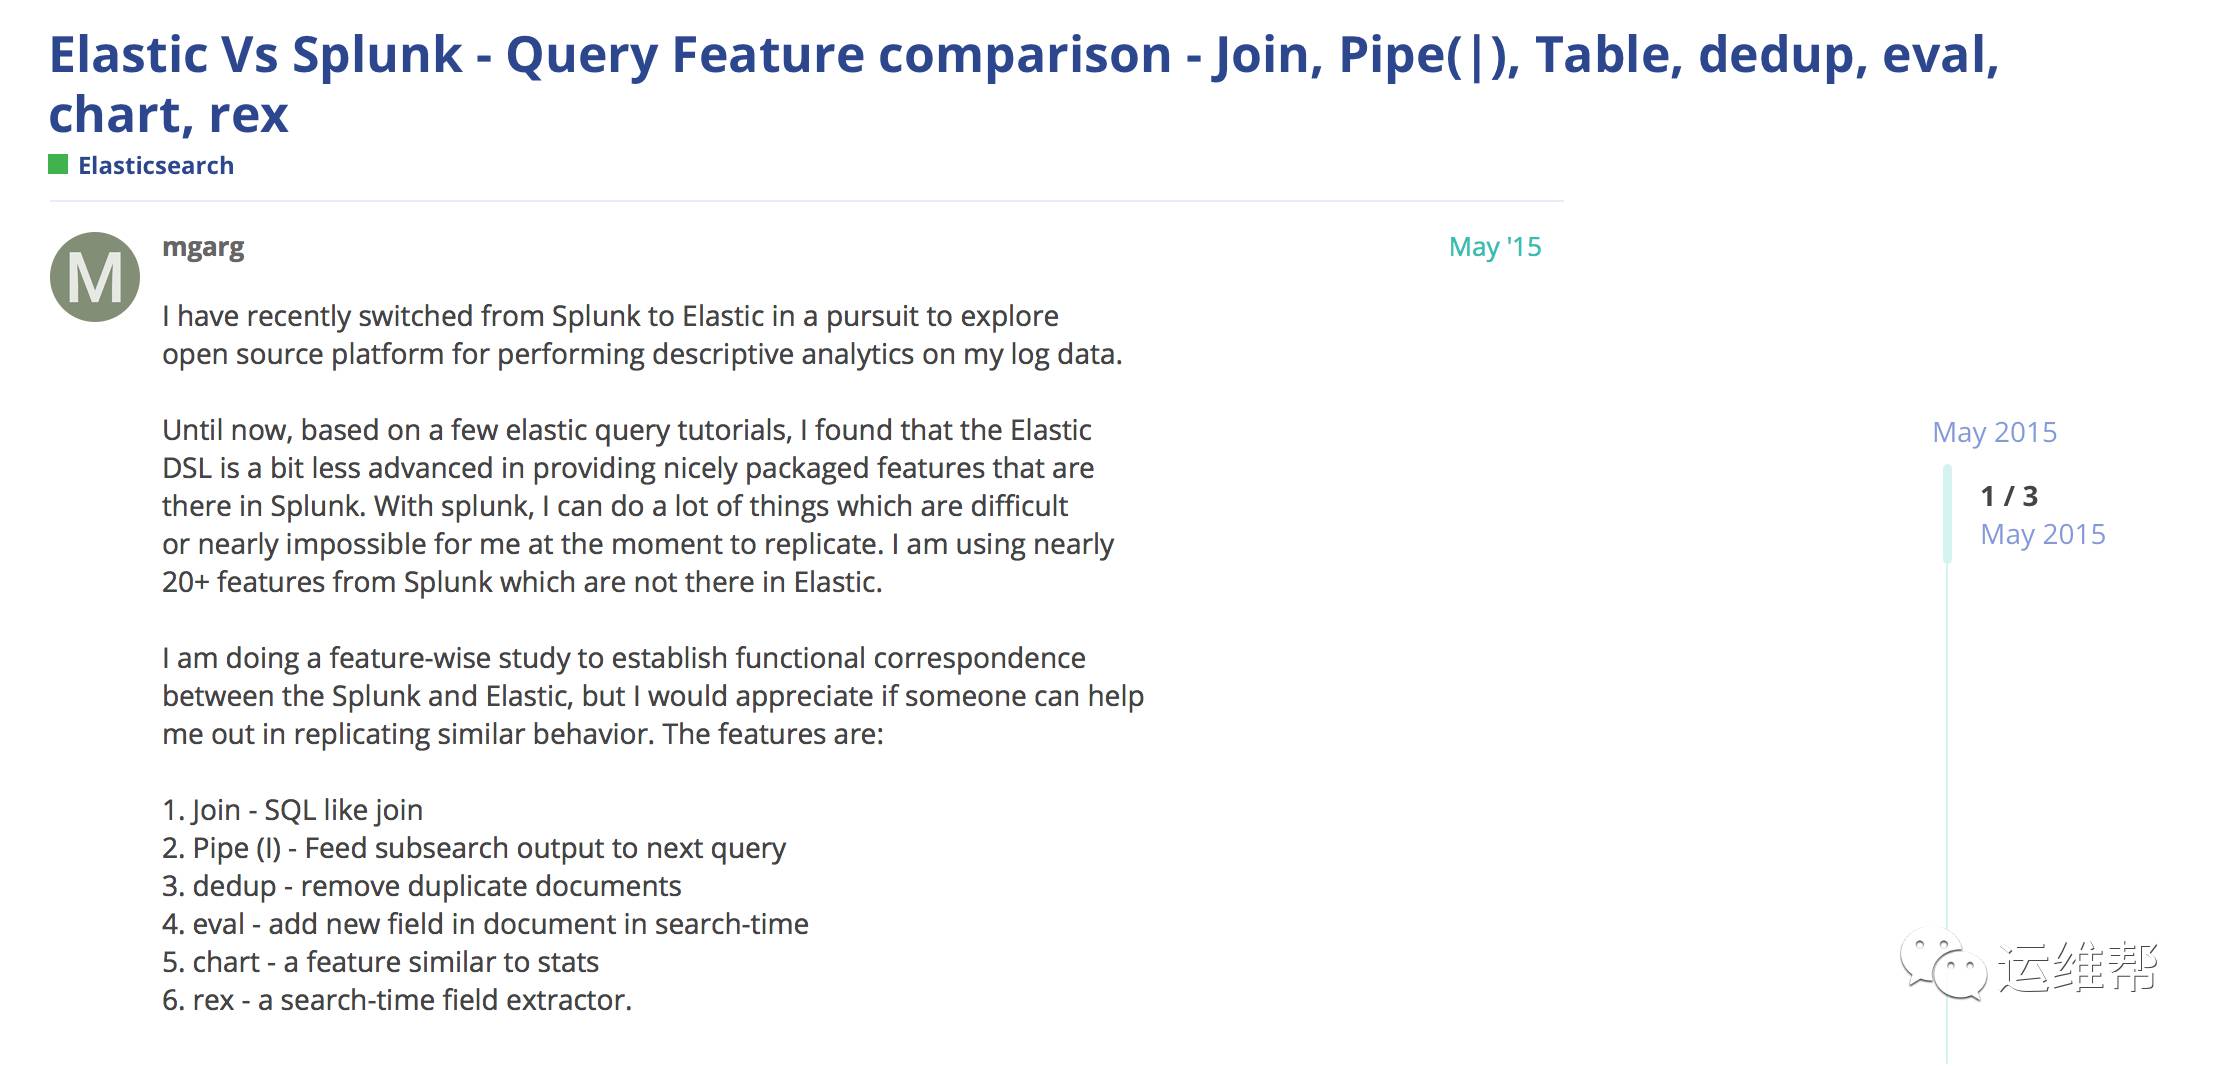 Elastic Vs Splunk - Query Feature comparison - Join, Pipe(|), Table, dedup, eval,
chart, rex
Elasticsearch
M
mgarg
May '15
I have recently switched from Splunk to Elastic in a pursuit to explore
open source platform for performing descriptive analytics on my log data.
Until now, based on a few elastic query tutorials, I found that the Elastic
DSL is a bit less advanced in providing nicely packaged features that are
there in Splunk. With splunk, I can do a lot of things which are difficult
or nearly impossible for me at the moment to replicate. I am using nearly
20+ features from Splunk which are not there in Elastic.
I am doing a feature-wise study to establish functional correspondence
between the Splunk and Elastic, but I would appreciate if someone can help
me out in replicating similar behavior. The features are:
1. Join - SQL like join
2. Pipe (I) - Feed subsearch output to next query
3. dedup - remove duplicate documents
4. eval - add new field in document in search-time
5. chart - a feature similar to stats
6. rex - a search-time field extractor.
May 2015
1 / 3
May 2015
运维帮